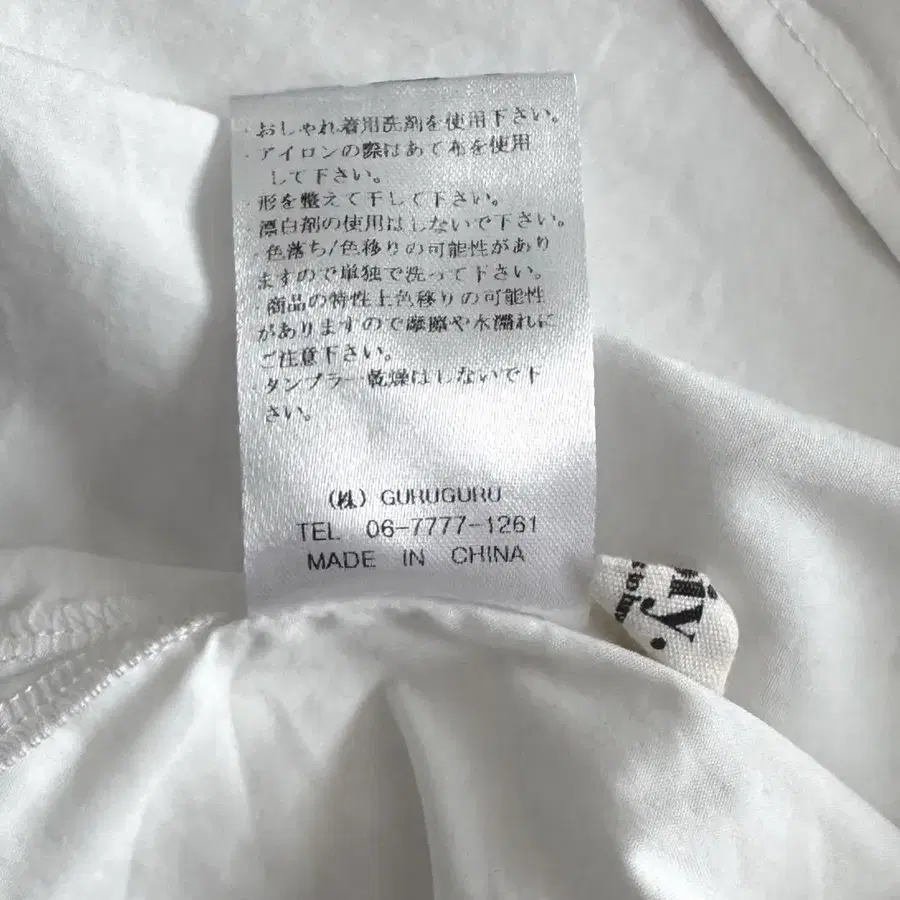 ・おしゃれ着用洗剤を使用下さい。
・アイロンの際はあて布を使用
して下さい。
・形を整えて干して下さい。
漂白剤の使用はしないで下さい。
・色落ち/色移りの可能性があり
ますので単独で洗って下さい。
・商品の特性上色移りの可能性
がありますので摩擦や水濡れに
ご注意下さい。
・タンブラー乾燥はしないで下
さい。
(株) GURUGURU
TEL 06-7777-1261
MADE IN CHINA
ny.